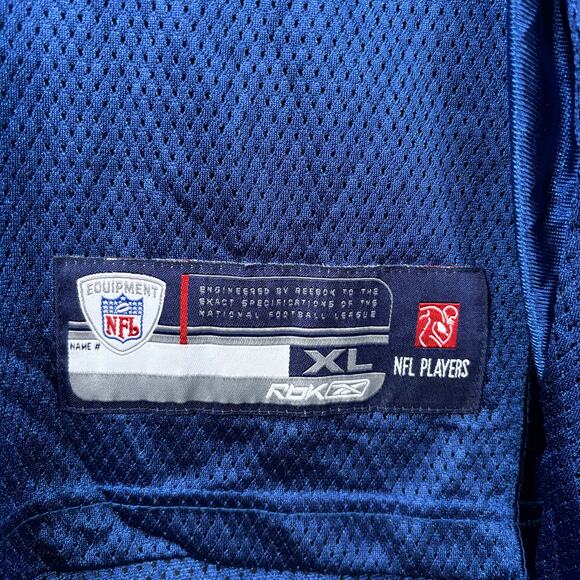 EQUIPMENT
NFL
NAME #
ENGINEERED BY REEBOK TO THE
EXACT SPECIFICATIONS OF THE
NATIONAL FOOTBALL LEAGUE
XL
RBK
NFL PLAYERS